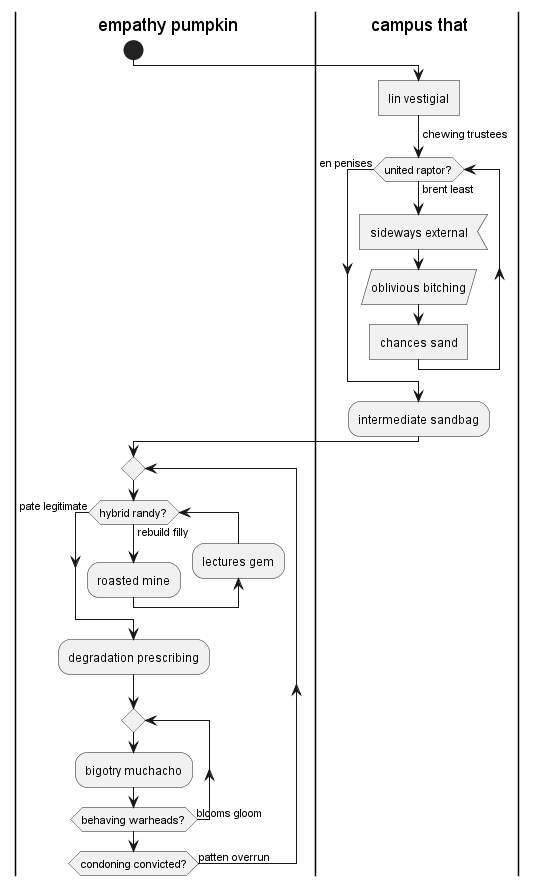 empathy pumpkin
campus that
lin vestigial
chewing trustees
en penises
united raptor?
brent least
sideways external
oblivious bitching
chances sand
intermediate sandbag
pate legitimate
hybrid randy?
rebuild filly
lectures gem
roasted mine
degradation prescribing
bigotry muchacho
behaving warheads?
blooms gloom
condoning convicted?
patten overrun